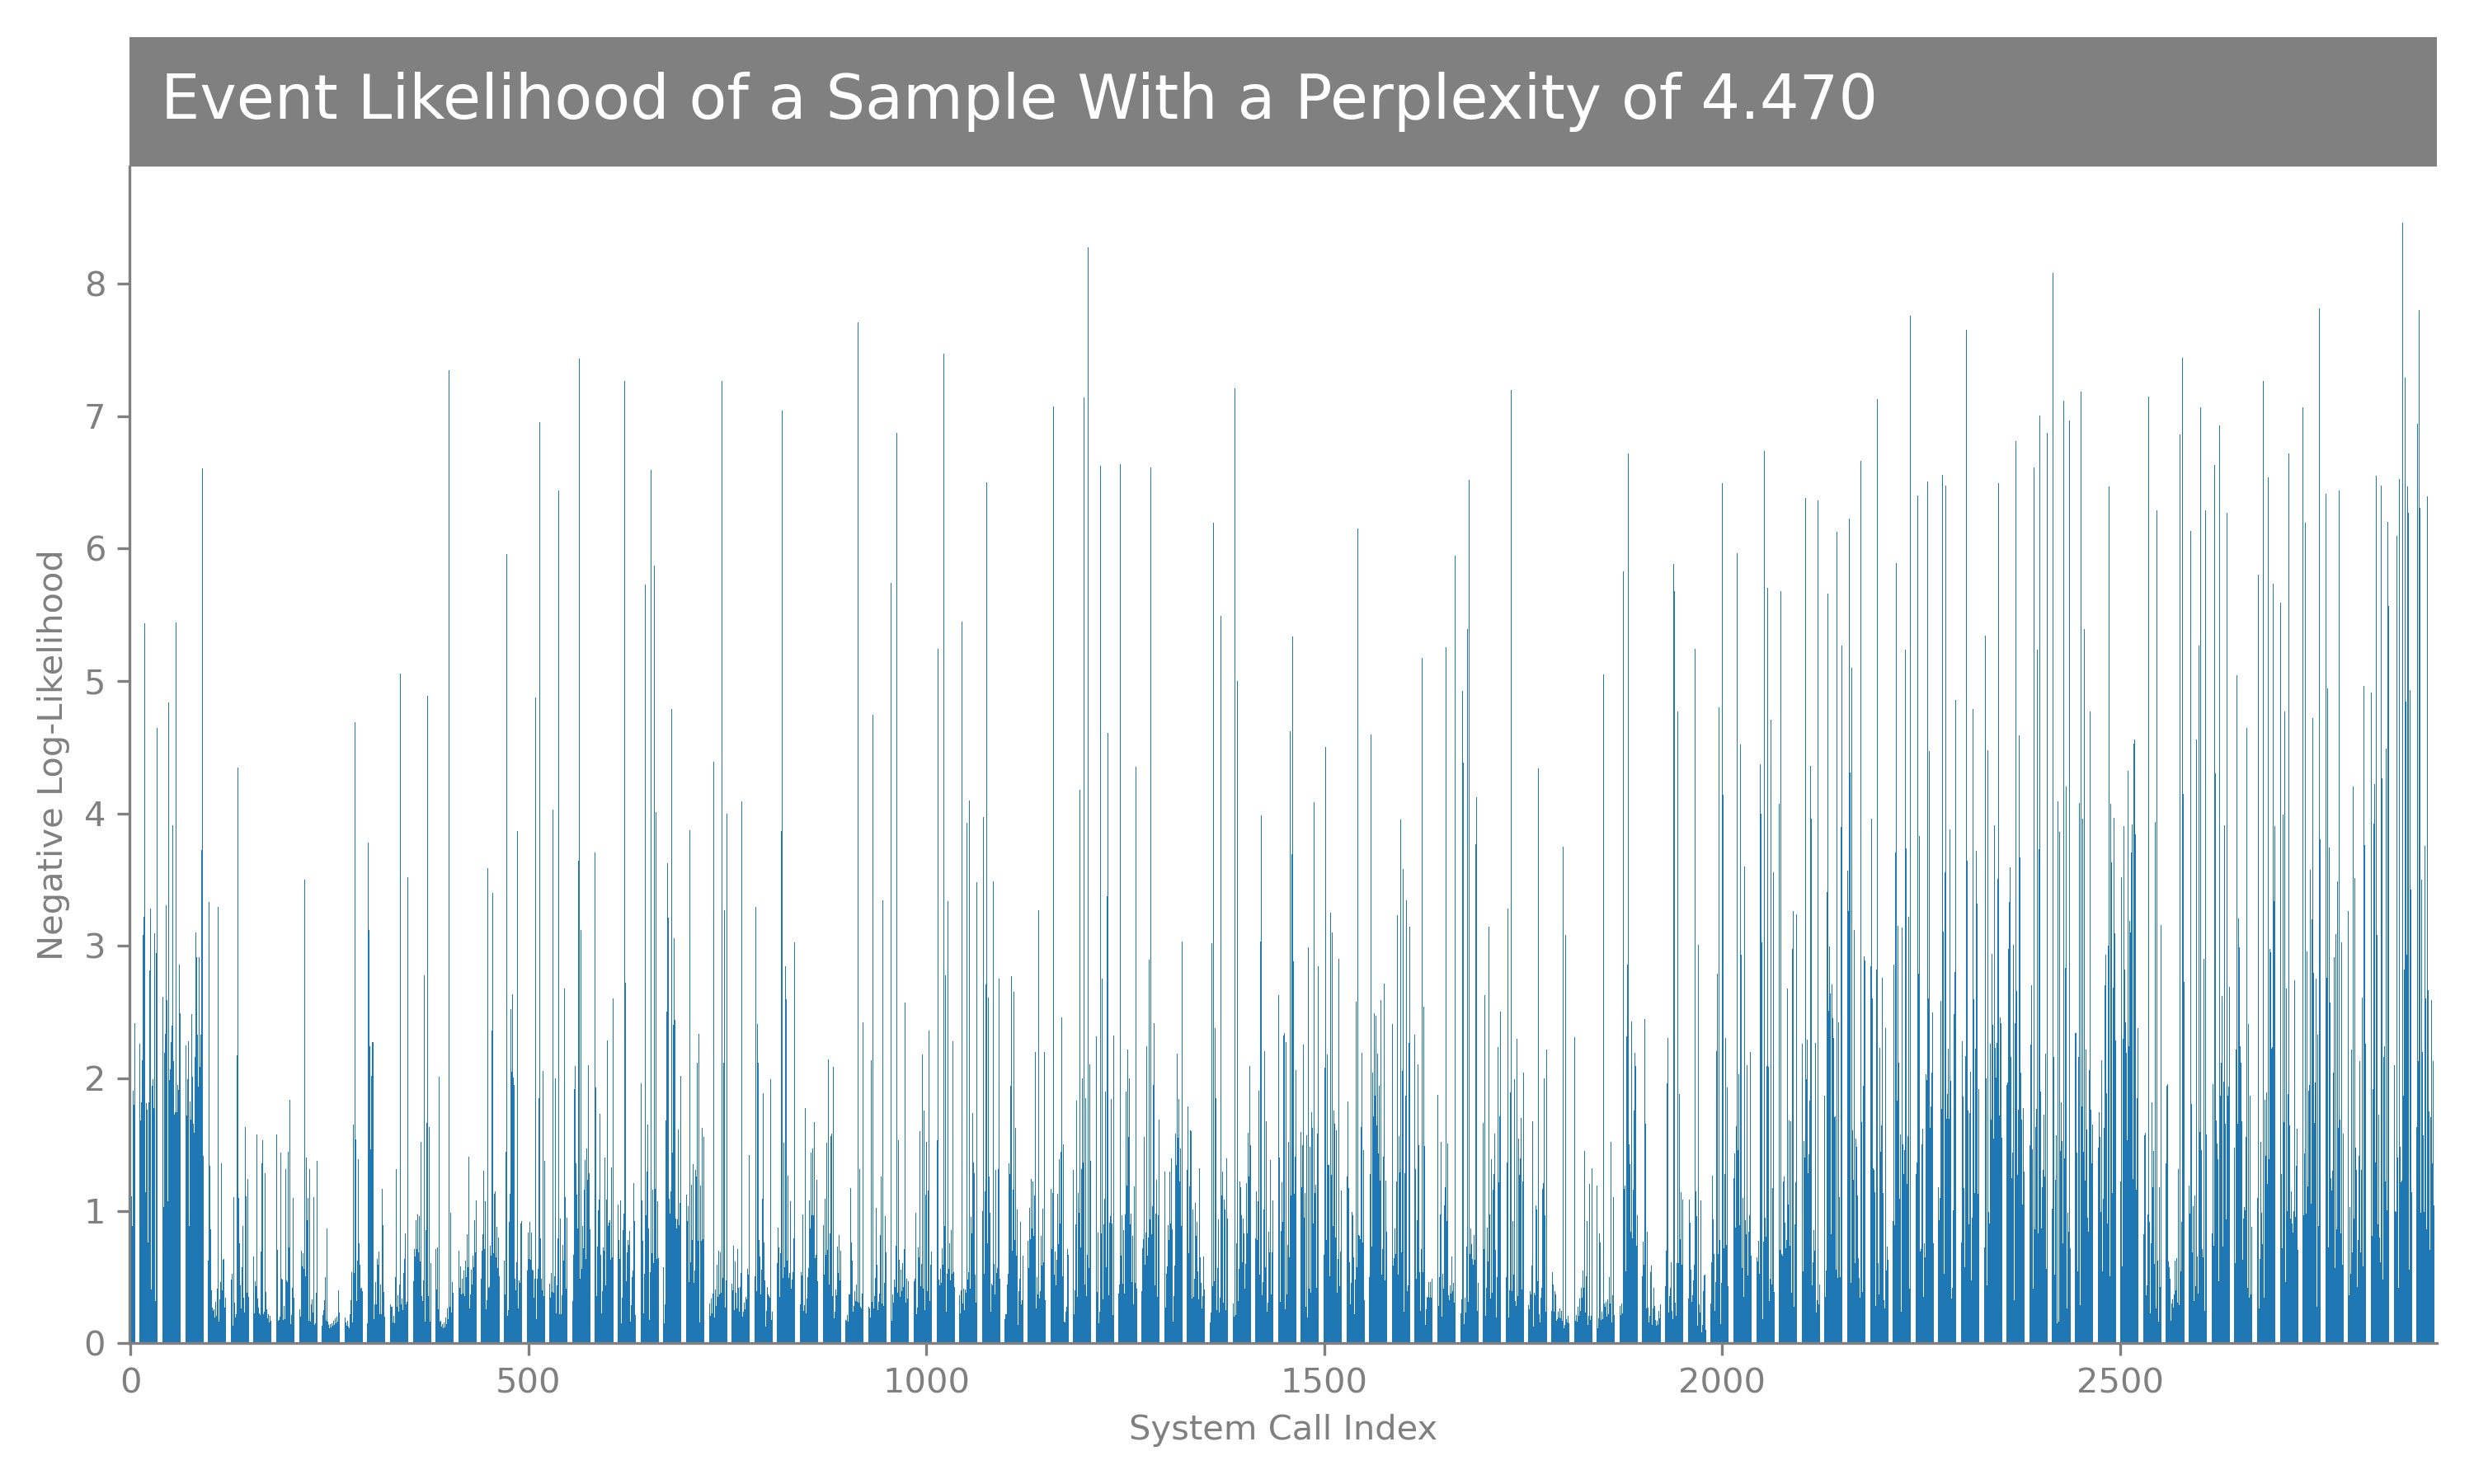 Event Likelihood of a Sample With a Perplexity of 4.470
8
7
6
5
4
3
2
1
0
Negative Log-Likelihood
0 500 1000 1500 2000 2500
System Call Index